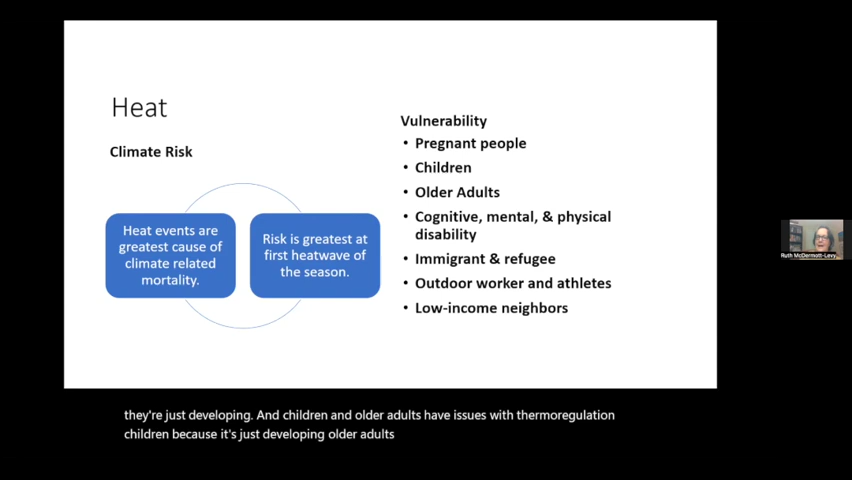 Heat
Climate Risk
Heat events are
greatest cause of
climate related
mortality.
Risk is greatest at
first heatwave of
the season.
Vulnerability
• Pregnant people
• Children
• Older Adults
• Cognitive, mental, & physical
disability
• Immigrant & refugee
• Outdoor worker and athletes
• Low-income neighbors
Ruth McDermott-Levy
they're just developing. And children and older adults have issues with thermoregulation
children because it's just developing older adults